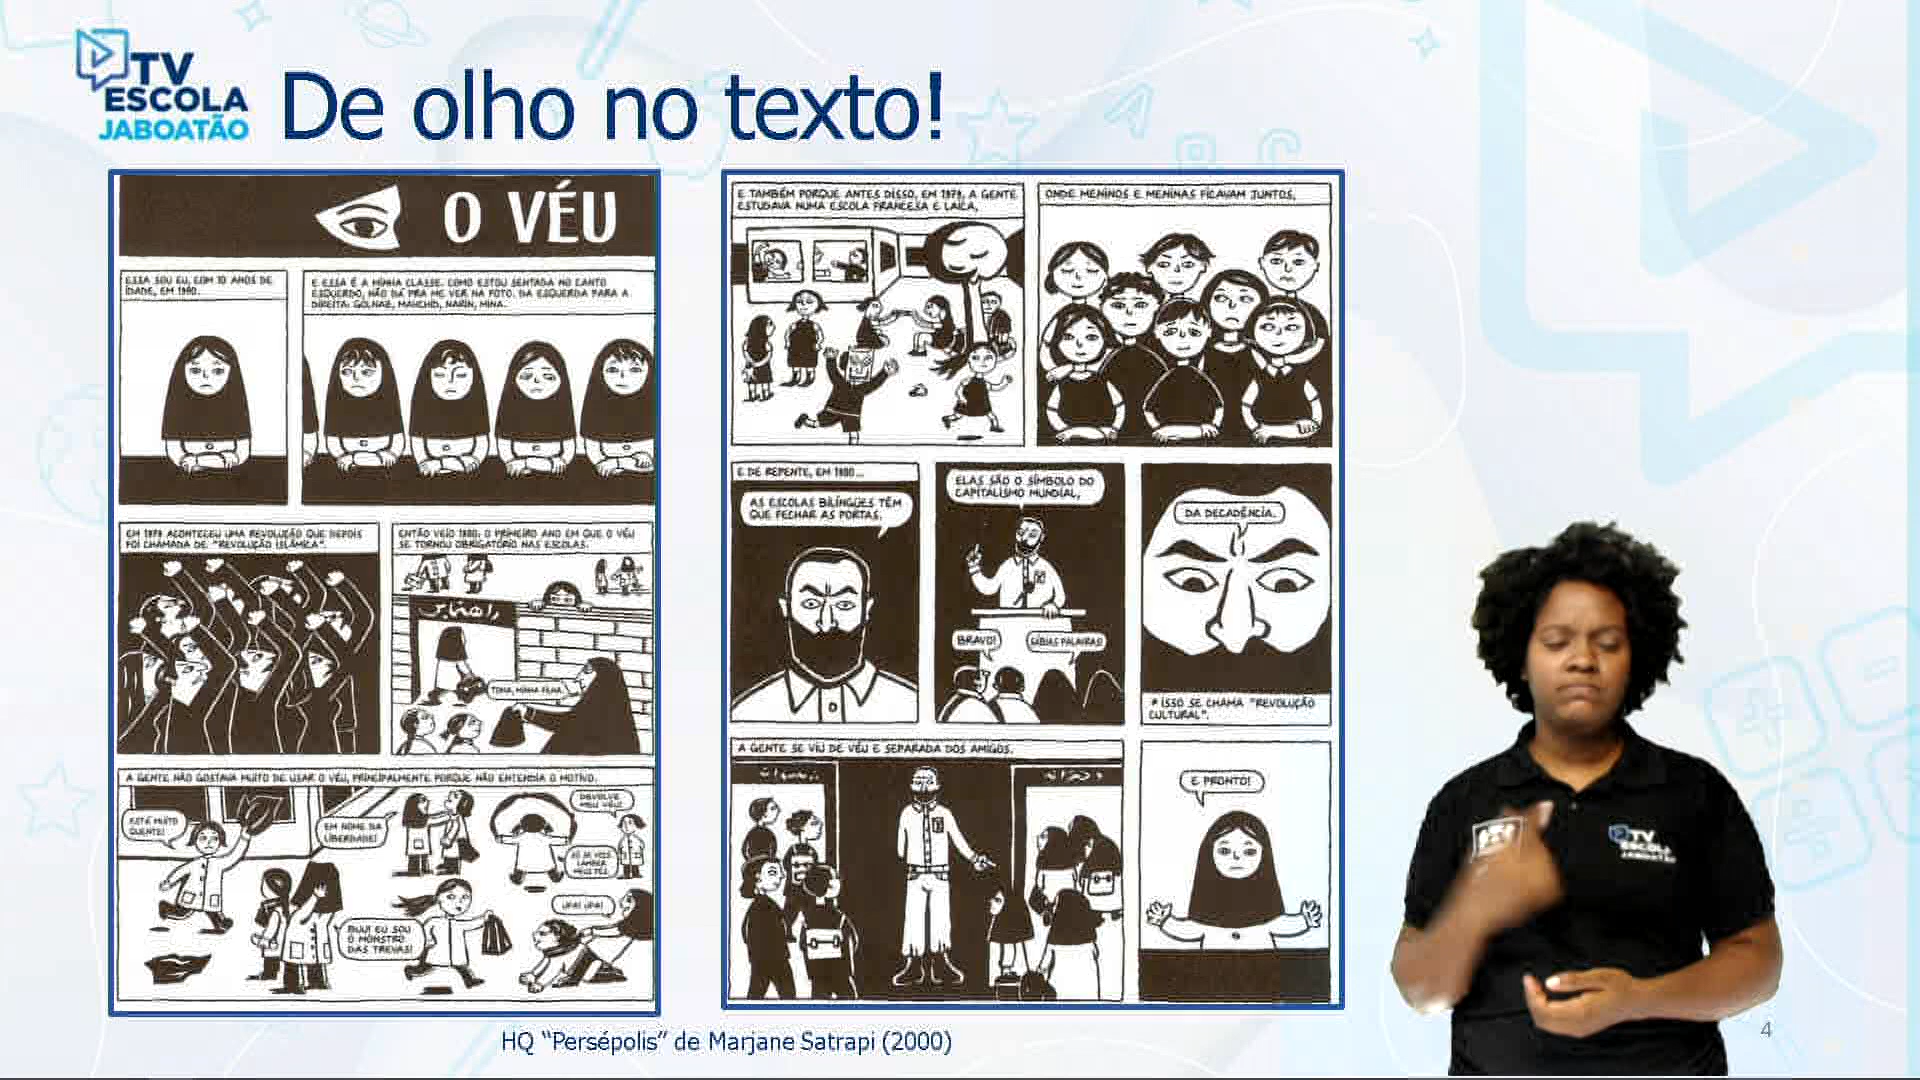 TV
ESCOLA
JABOATÃO
De olho no texto!
O VÉU
ESSA SOU EU, COM 10 ANOS DE
IDADE, EM 1980.
E ESSA É A MINHA CLASSE. COMO ESTOU SENTADA NO CANTO
ESQUERDO, NÃO DÁ PRA ME VER NA FOTO. DA ESQUERDA PARA A
DIREITA: GOLNAZ, MAHCHID, NARIN, MINA.
EM 1979 ACONTECEU UMA REVOLUÇÃO QUE DEPOIS
FOI CHAMADA DE "REVOLUÇÃO ISLÂMICA".
ENTÃO VEIO 1980: O PRIMEIRO ANO EM QUE O VÉU
SE TORNOU OBRIGATÓRIO NAS ESCOLAS.
TOMA, MINHA FILHA.
A GENTE NÃO GOSTAVA MUITO DE USAR O VÉU, PRINCIPALMENTE PORQUE NÃO ENTENDIA O MOTIVO.
ESTÁ MUITO
QUENTE!
EM NOME DA
LIBERDADE!
DEVOLVE
MEU VÉU!
LAMBER
MEUS PÉS.
BUU! EU SOU
O MONSTRO
DAS TREVAS!
UPA! UPA!
E TAMBÉM PORQUE ANTES DISSO, EM 1979, A GENTE
ESTUDAVA NUMA ESCOLA FRANCESA E LAICA,
ONDE MENINOS E MENINAS FICAVAM JUNTOS,
E DE REPENTE, EM 1980...
AS ESCOLAS BILÍNGÜES TÊM
QUE FECHAR AS PORTAS.
ELAS SÃO O SÍMBOLO DO
CAPITALISMO MUNDIAL,
BRAVO!
SÁBIAS PALAVRAS!
DA DECADÊNCIA.
* ISSO SE CHAMA "REVOLUÇÃO
CULTURAL".
A GENTE SE VIU DE VÉU E SEPARADA DOS AMIGOS.
E PRONTO!
HQ “Persépolis” de Marjane Satrapi (2000)
TV
ESCOLA
JABOATÃO
4